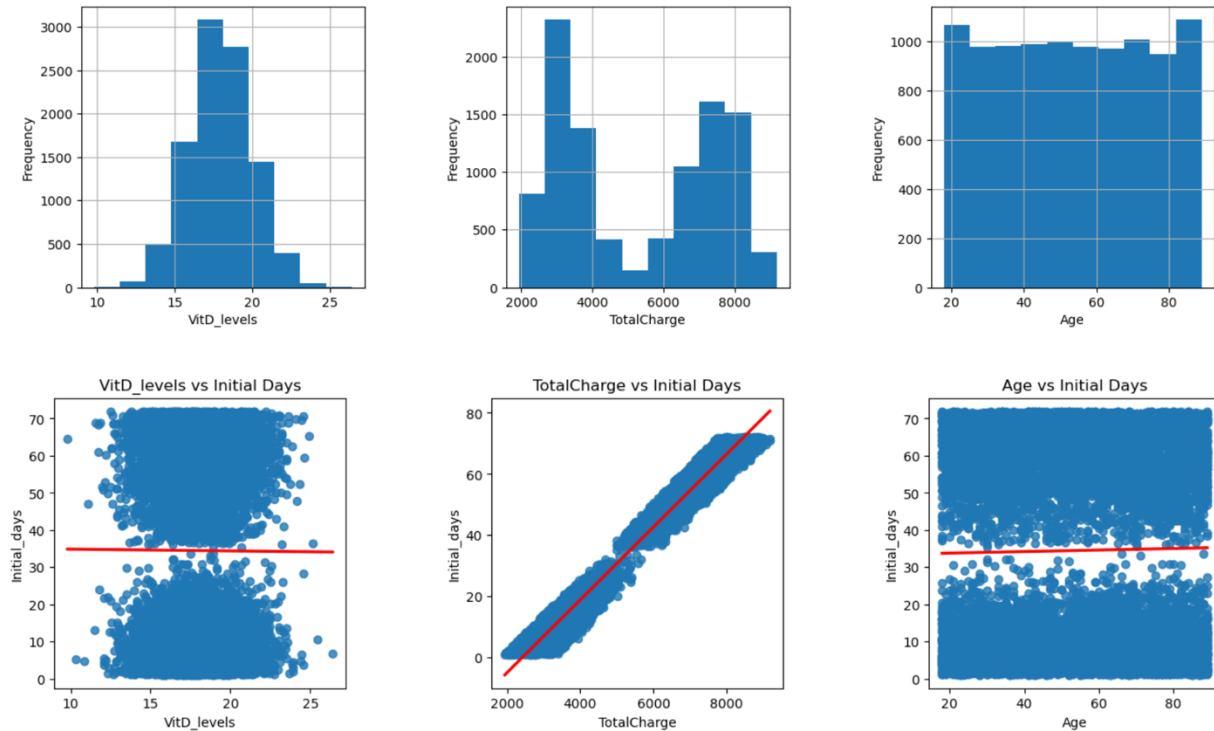 3000
2500
2000
1500
1000
500
0
Frequency
10 15 20 25
VitD_levels
2000
1500
1000
500
0
Frequency
2000 4000 6000 8000
TotalCharge
1000
800
600
400
200
0
Frequency
20 40 60 80
Age
VitD_levels vs Initial Days
70
60
50
40
30
20
10
0
Initial_days
10 15 20 25
VitD_levels
TotalCharge vs Initial Days
80
60
40
20
0
Initial_days
2000 4000 6000 8000
TotalCharge
Age vs Initial Days
70
60
50
40
30
20
10
0
Initial_days
20 40 60 80
Age